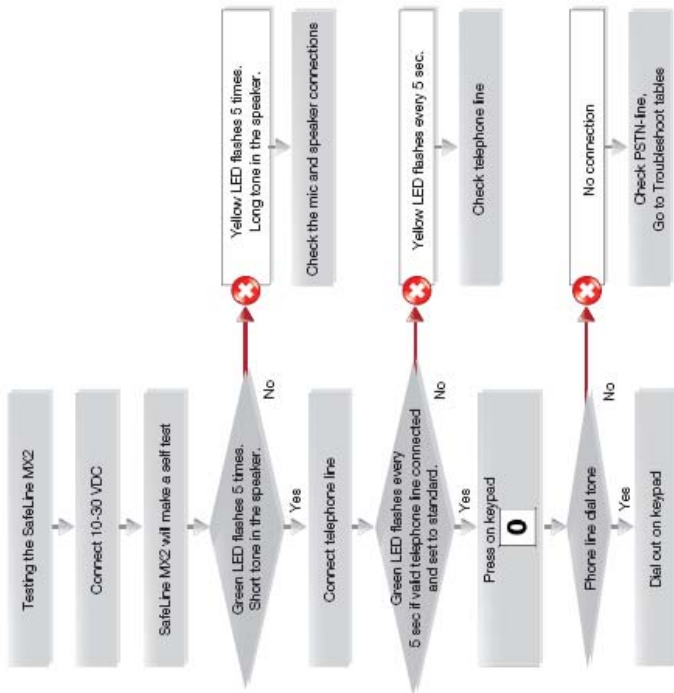 Testing the SafeLine MX2
Connect 10-30 VDC
SafeLine MX2 will make a self test
Green LED flashes 5 times.
Short tone in the speaker.
No
Yellow LED flashes 5 times.
Long tone in the speaker.
Check the mic and speaker connections
Yes
Connect telephone line
Green LED flashes every
5 sec if valid telephone line connected
and set to standard.
No
Yellow LED flashes every 5 sec.
Check telephone line
Yes
Press on keypad
0
Phone line dial tone
No
No connection
Check PSTN-line,
Go to Troubleshoot tables
Yes
Dial out on keypad